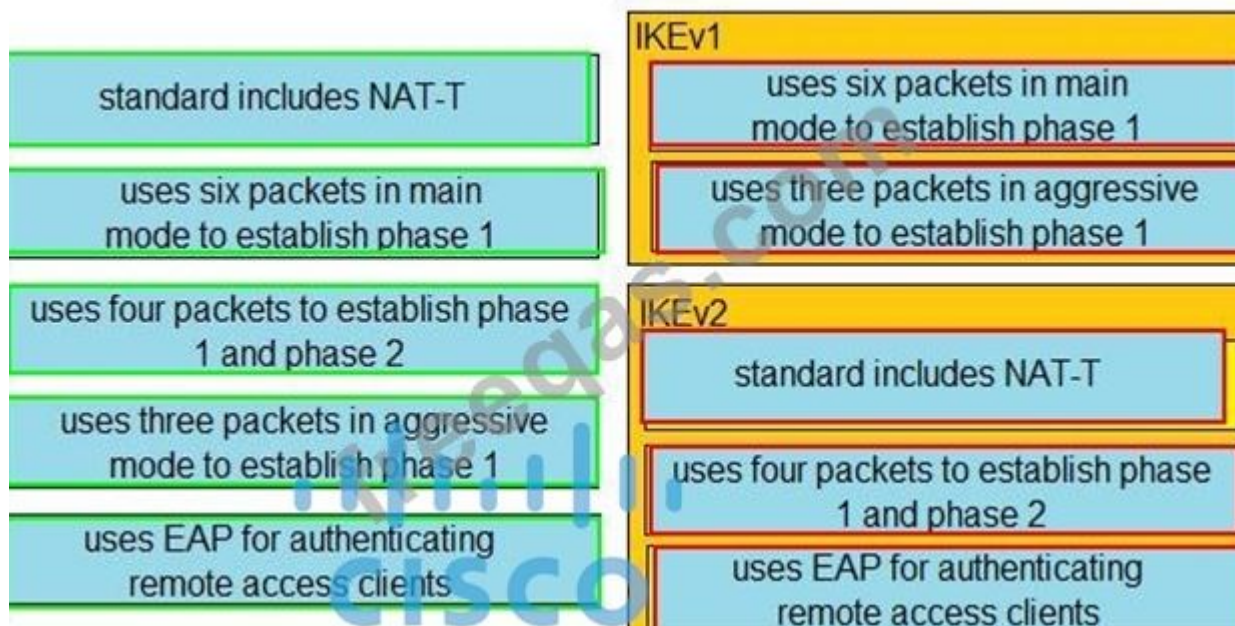 standard includes NAT-T
uses six packets in main
mode to establish phase 1
uses four packets to establish phase
1 and phase 2
uses three packets in aggressive
mode to establish phase 1
uses EAP for authenticating
remote access clients
IKEv1
uses six packets in main
mode to establish phase 1
uses three packets in aggressive
mode to establish phase 1
IKEv2
standard includes NAT-T
uses four packets to establish phase
1 and phase 2
uses EAP for authenticating
remote access clients
freeqas.com
CISCO